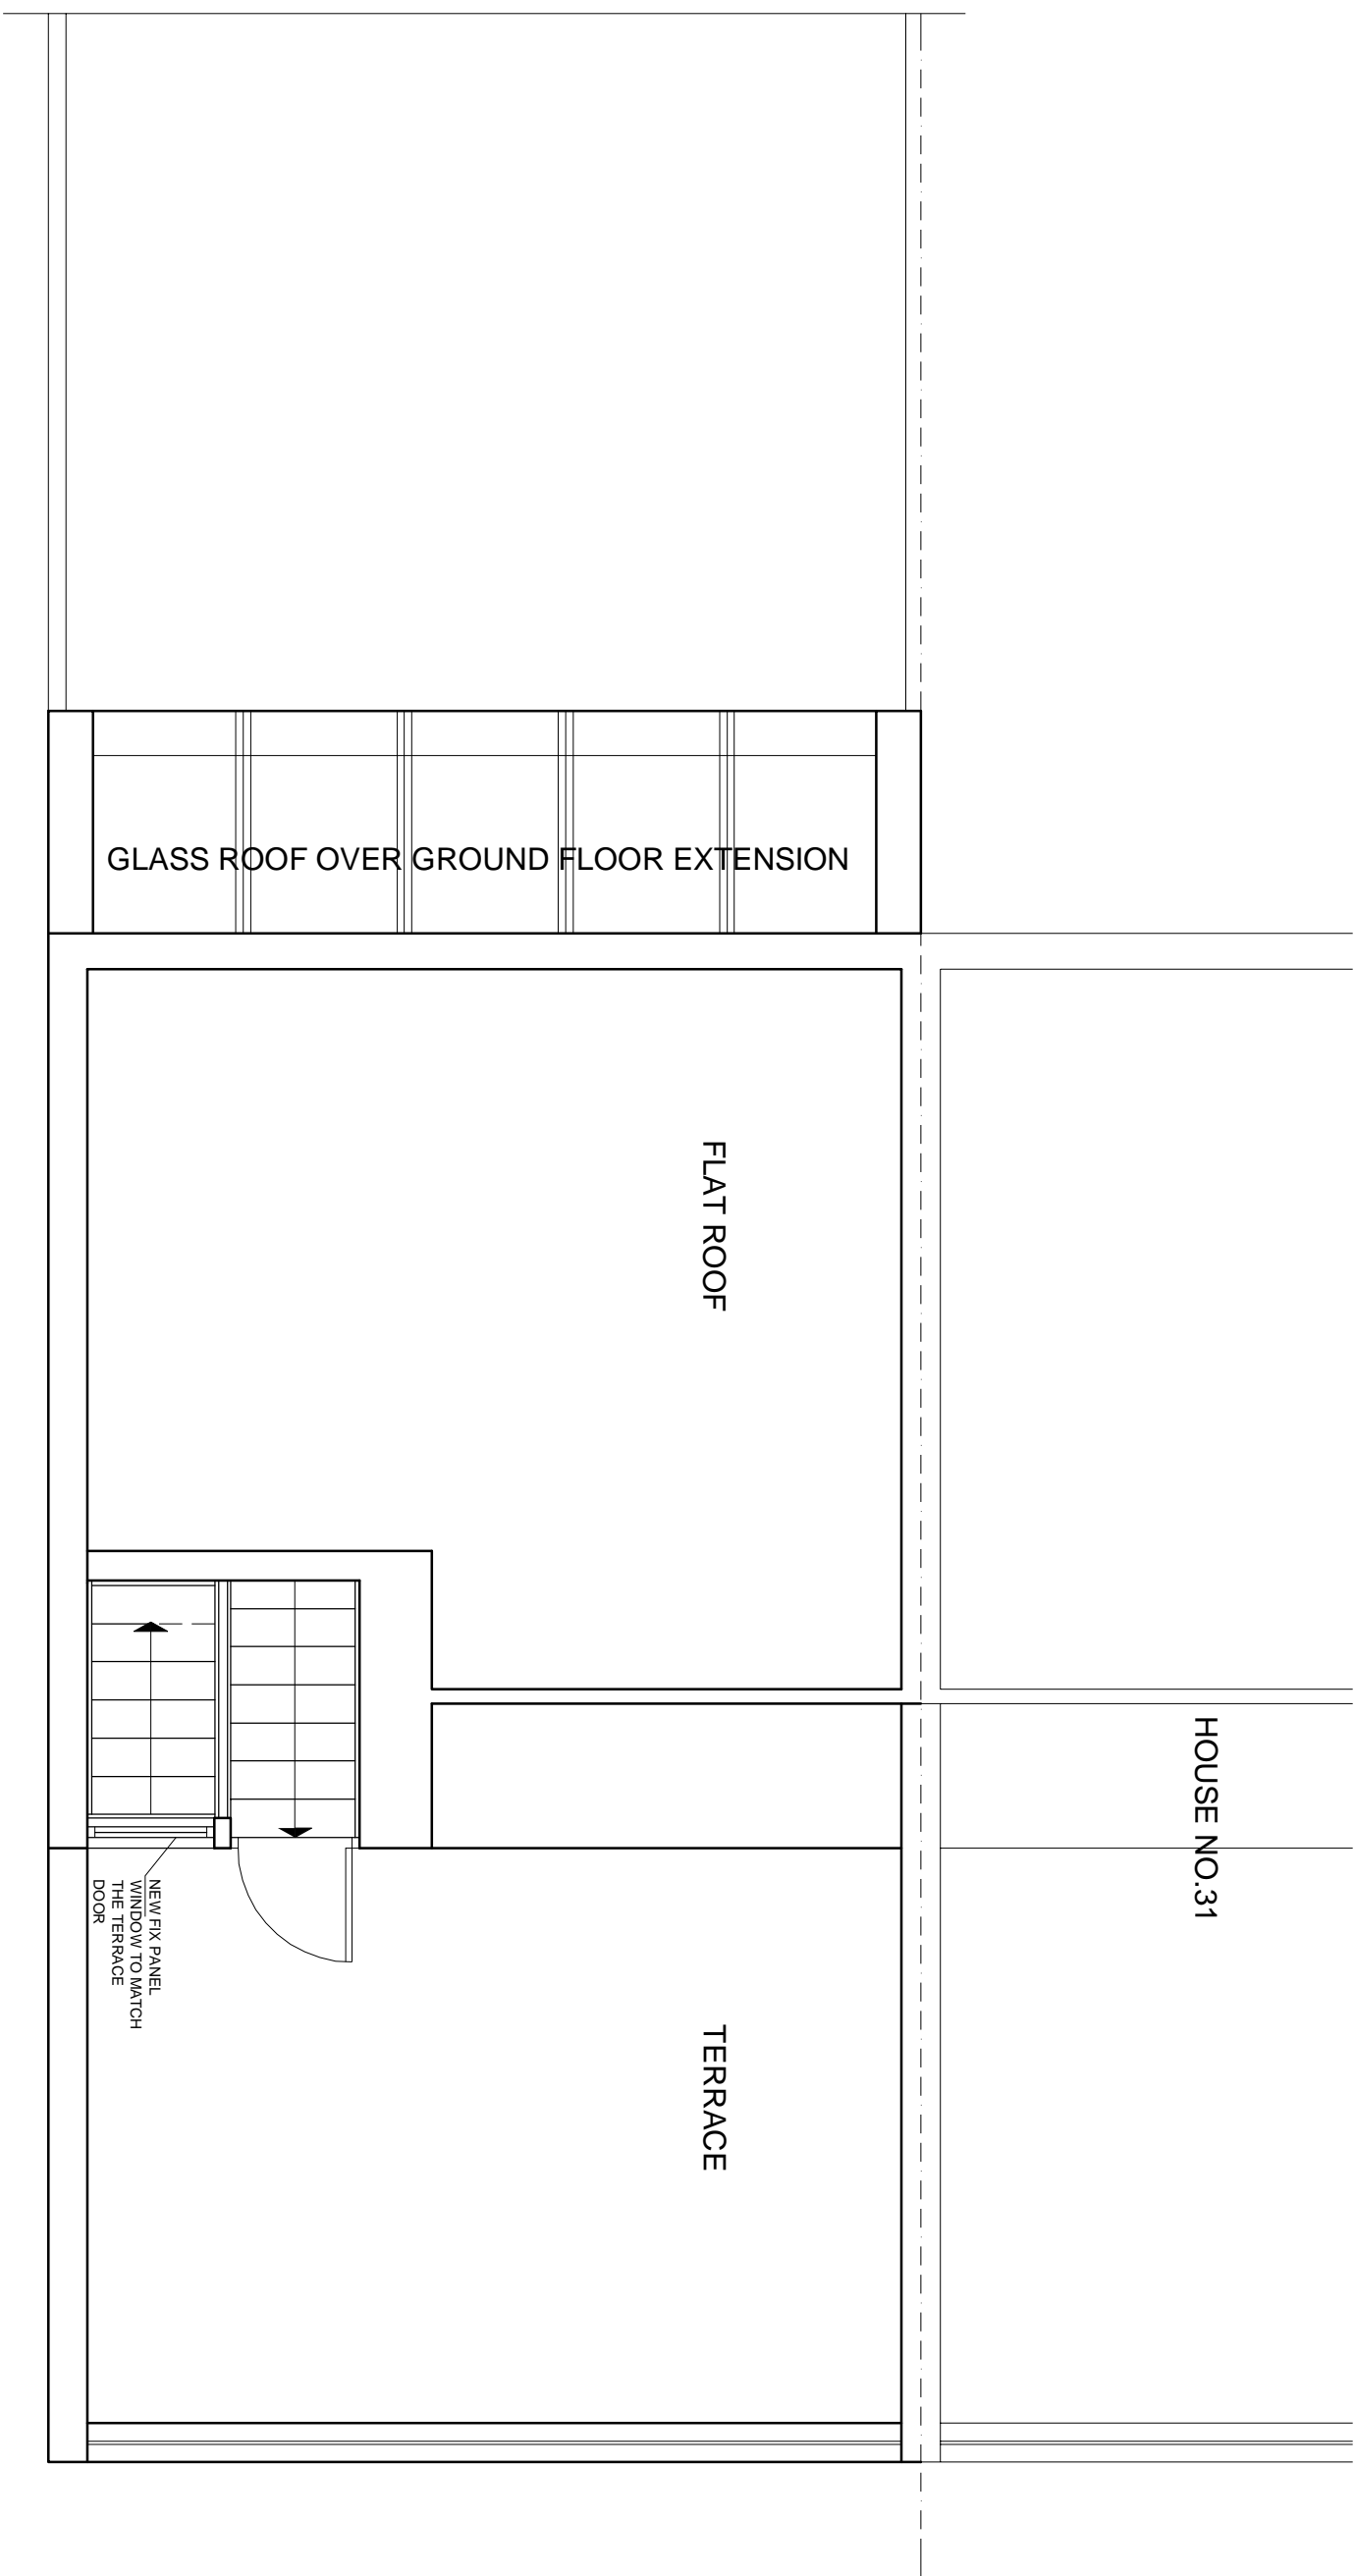 GLASS ROOF OVER GROUND FLOOR EXTENSION
FLAT ROOF
HOUSE NO.31
NEW FIX PANEL
WINDOW TO MATCH
THE TERRACE
DOOR
TERRACE